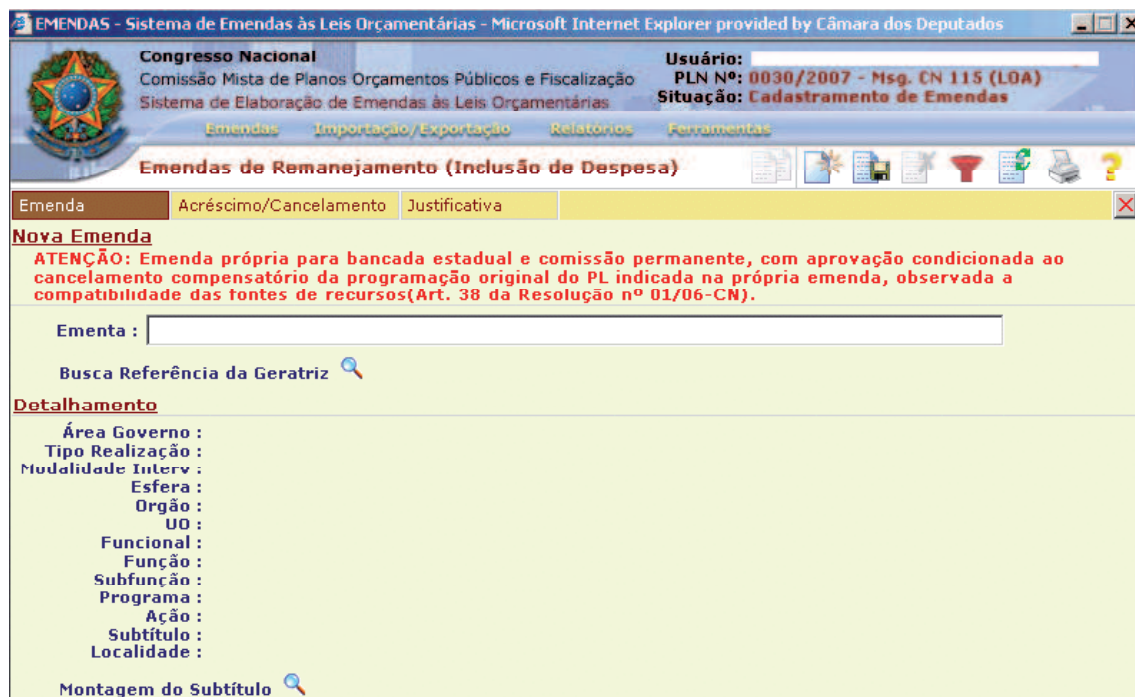 EMENDAS - Sistema de Emendas às Leis Orçamentárias - Microsoft Internet Explorer provided by Câmara dos Deputados
Congresso Nacional
Comissão Mista de Planos Orçamentos Públicos e Fiscalização
Sistema de Elaboração de Emendas às Leis Orçamentárias
Usuário:
PLN Nº: 0030/2007 - Msg. CN 115 (LOA)
Situação: Cadastramento de Emendas
Emendas Importação/Exportação Relatórios Ferramentas
Emendas de Remanejamento (Inclusão de Despesa)
Emenda Acréscimo/Cancelamento Justificativa
Nova Emenda
ATENÇÃO: Emenda própria para bancada estadual e comissão permanente, com aprovação condicionada ao
cancelamento compensatório da programação original do PL indicada na própria emenda, observada a
compatibilidade das fontes de recursos(Art. 38 da Resolução nº 01/06-CN).
Ementa :
Busca Referência da Geratriz
Detalhamento
Área Governo :
Tipo Realização :
Modalidade Interv :
Esfera :
Orgão :
UO :
Funcional :
Função :
Subfunção :
Programa :
Ação :
Subtítulo :
Localidade :
Montagem do Subtítulo